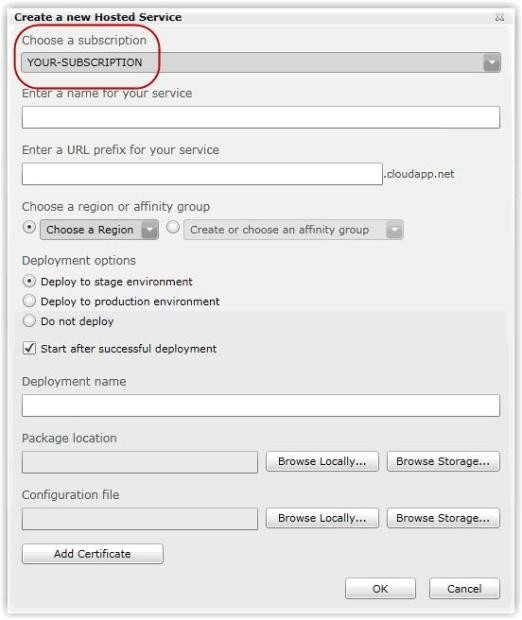 Create a new Hosted Service
Choose a subscription
YOUR-SUBSCRIPTION
Enter a name for your service
Enter a URL prefix for your service
.cloudapp.net
Choose a region or affinity group
Choose a Region Create or choose an affinity group
Deployment options
Deploy to stage environment
Deploy to production environment
Do not deploy
Start after successful deployment
Deployment name
Package location
Browse Locally... Browse Storage...
Configuration file
Browse Locally... Browse Storage...
Add Certificate
OK Cancel